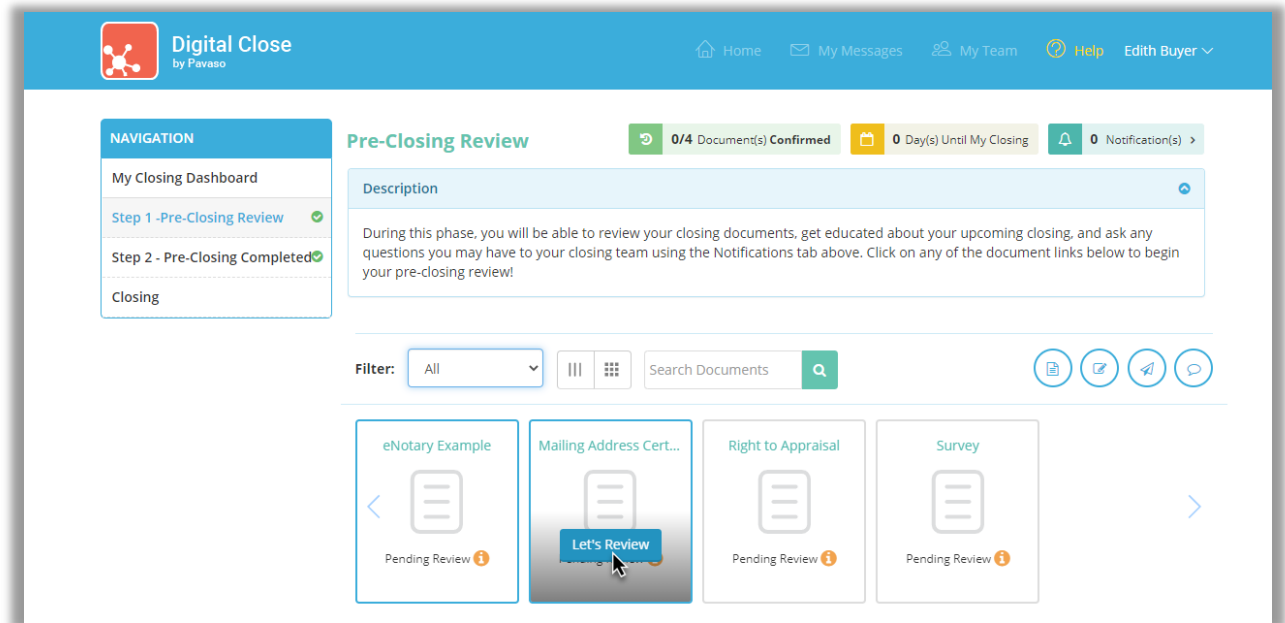 Digital Close
by Pavaso
Home
My Messages
My Team
Help
Edith Buyer
NAVIGATION
My Closing Dashboard
Step 1 -Pre-Closing Review
Step 2 - Pre-Closing Completed
Closing
Pre-Closing Review
0/4 Document(s) Confirmed
0 Day(s) Until My Closing
0 Notification(s) >
Description
During this phase, you will be able to review your closing documents, get educated about your upcoming closing, and ask any
questions you may have to your closing team using the Notifications tab above. Click on any of the document links below to begin
your pre-closing review!
Filter:
All
Search Documents
eNotary Example
Pending Review
Mailing Address Cert...
Let's Review
Right to Appraisal
Pending Review
Survey
Pending Review